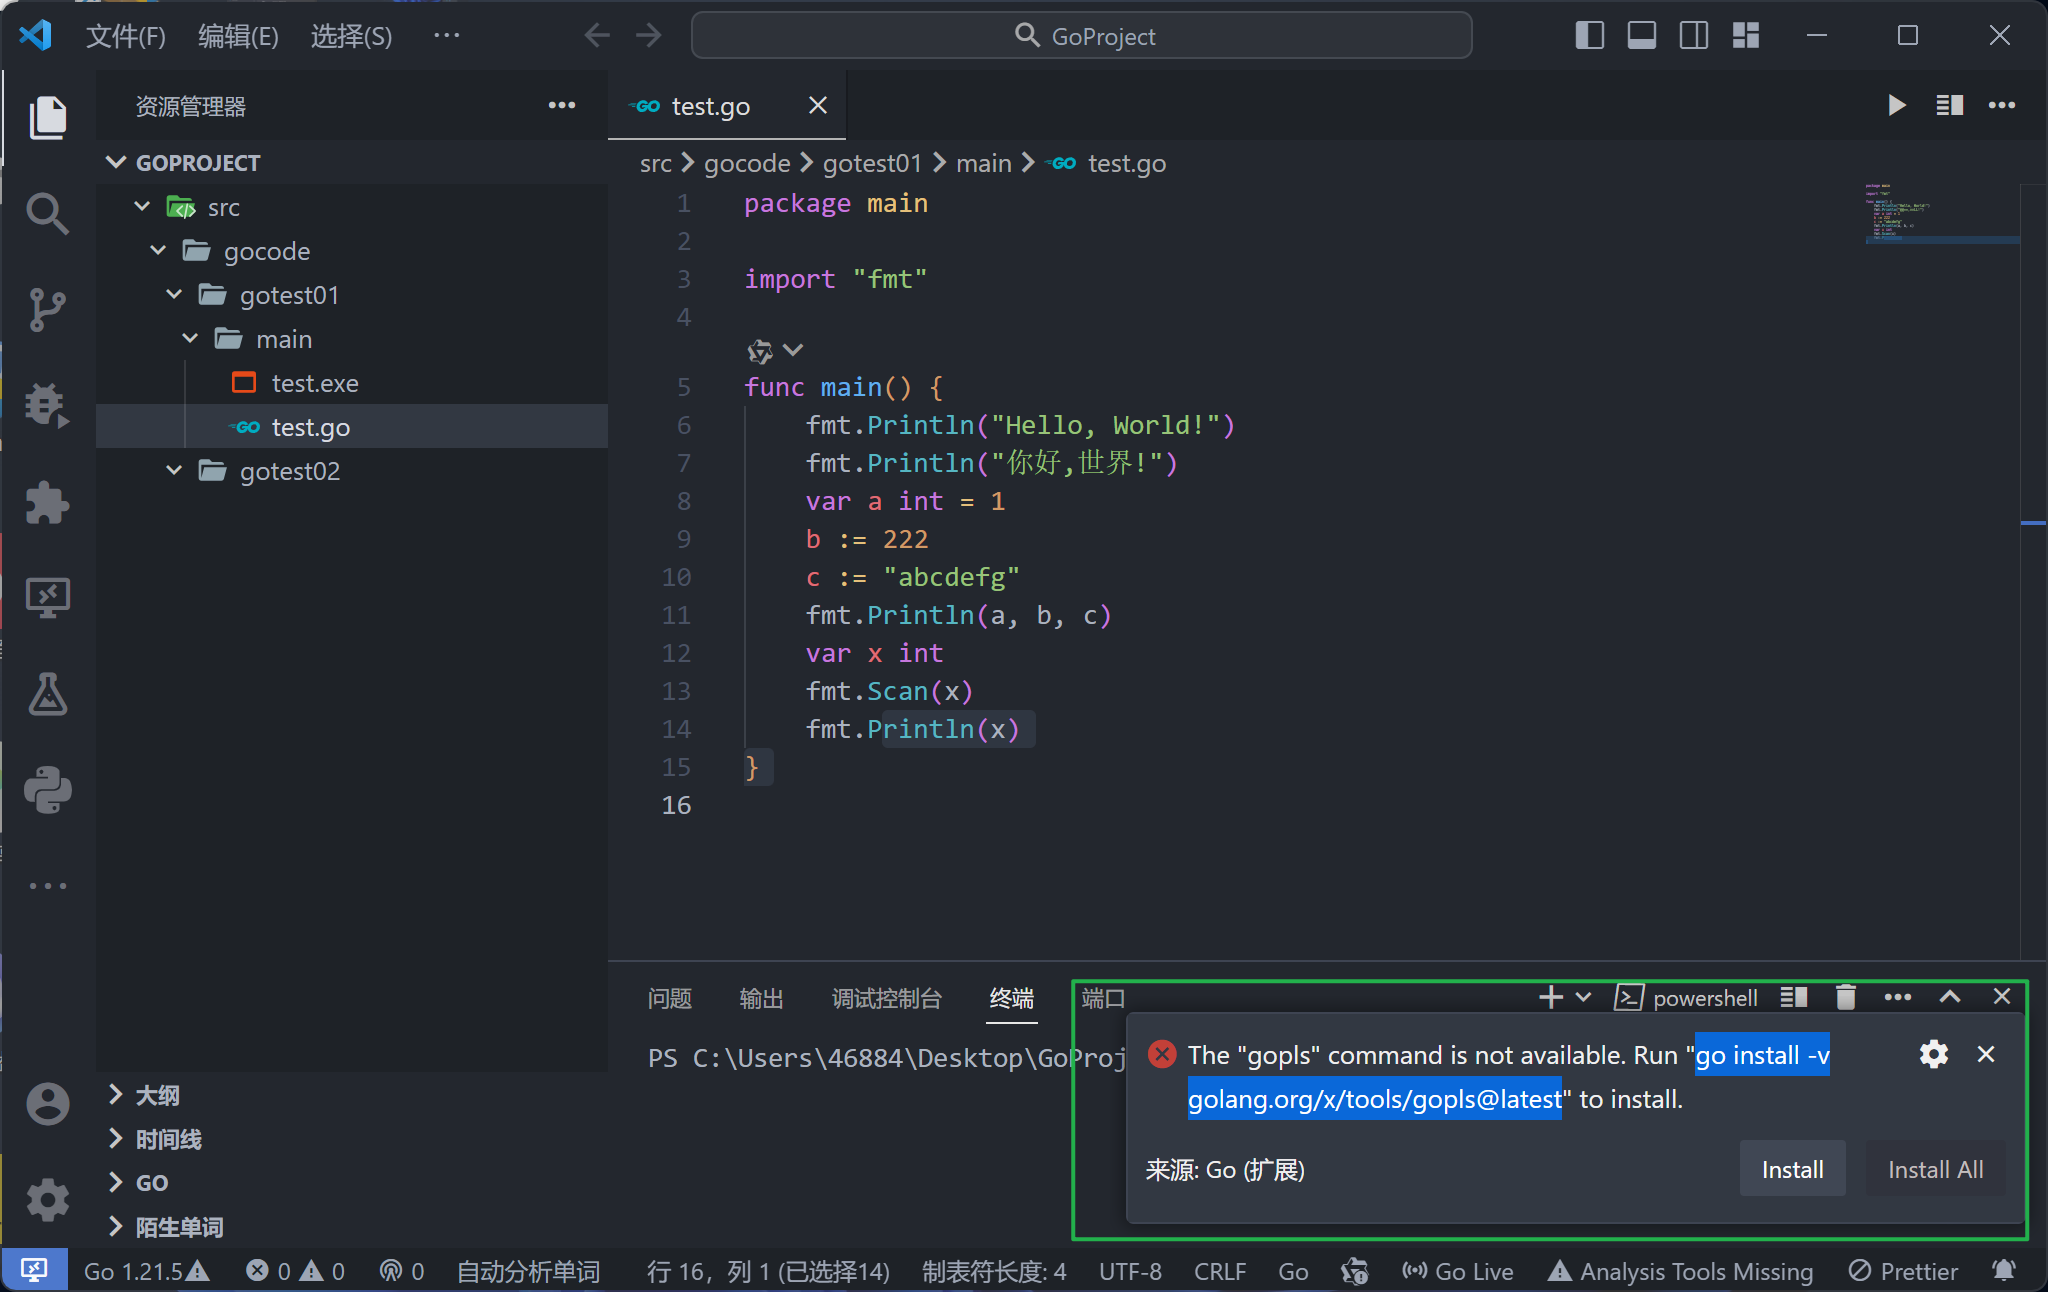 文件(F) 编辑(E) 选择(S) ··· GoProject
资源管理器 ···
GOPROJECT
src
gocode
gotest01
main
test.exe
GO test.go
gotest02
大纲
时间线
GO
陌生单词
GO test.go
src > gocode > gotest01 > main > GO test.go
1 package main
2
3 import "fmt"
4
5 func main() {
6 fmt.Println("Hello, World!")
7 fmt.Println("你好,世界!")
8 var a int = 1
9 b := 222
10 c := "abcdefg"
11 fmt.Println(a, b, c)
12 var x int
13 fmt.Scan(x)
14 fmt.Println(x)
15 }
16
问题 输出 调试控制台 终端 端口 powershell
PS C:\Users\46884\Desktop\GoProj
The "gopls" command is not available. Run "go install -v
golang.org/x/tools/gopls@latest" to install.
来源: Go (扩展) Install Install All
Go 1.21.5 0 0 0 自动分析单词 行 16，列 1 (已选择14) 制表符长度: 4 UTF-8 CRLF Go Go Live Analysis Tools Missing Prettier